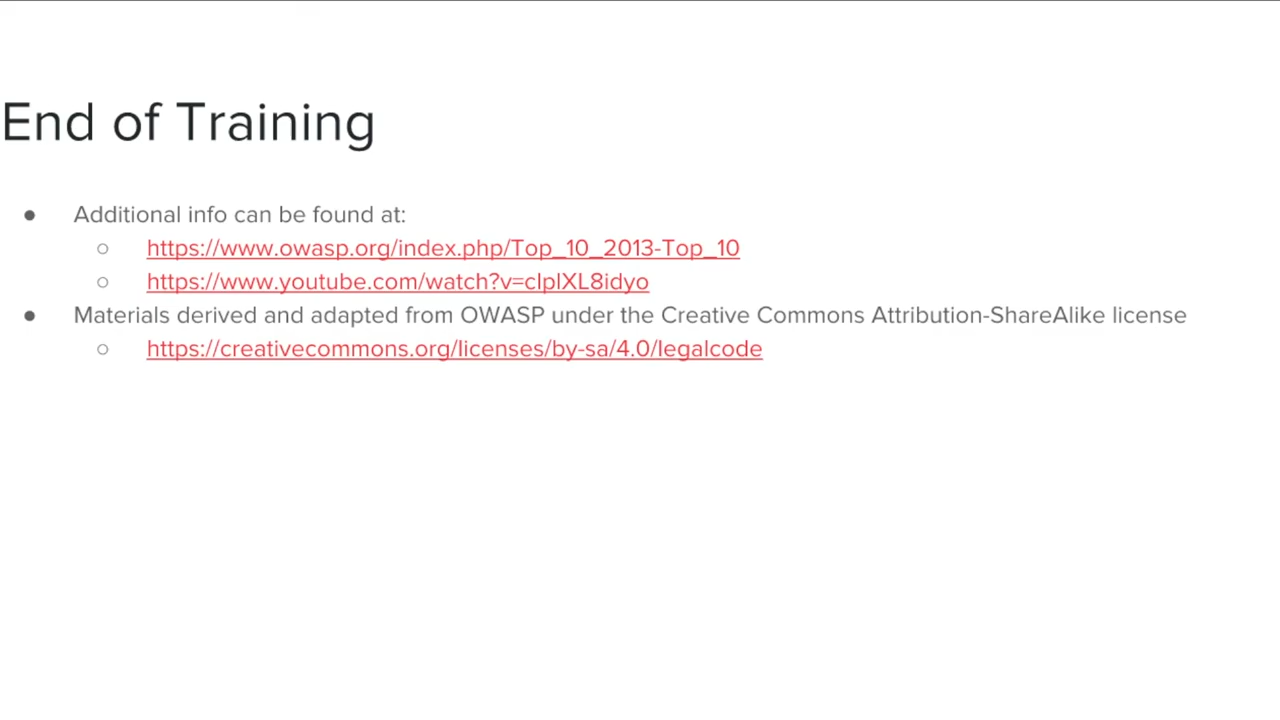 End of Training
● Additional info can be found at:
○ https://www.owasp.org/index.php/Top_10_2013-Top_10
○ https://www.youtube.com/watch?v=cIplXL8idyo
● Materials derived and adapted from OWASP under the Creative Commons Attribution-ShareAlike license
○ https://creativecommons.org/licenses/by-sa/4.0/legalcode